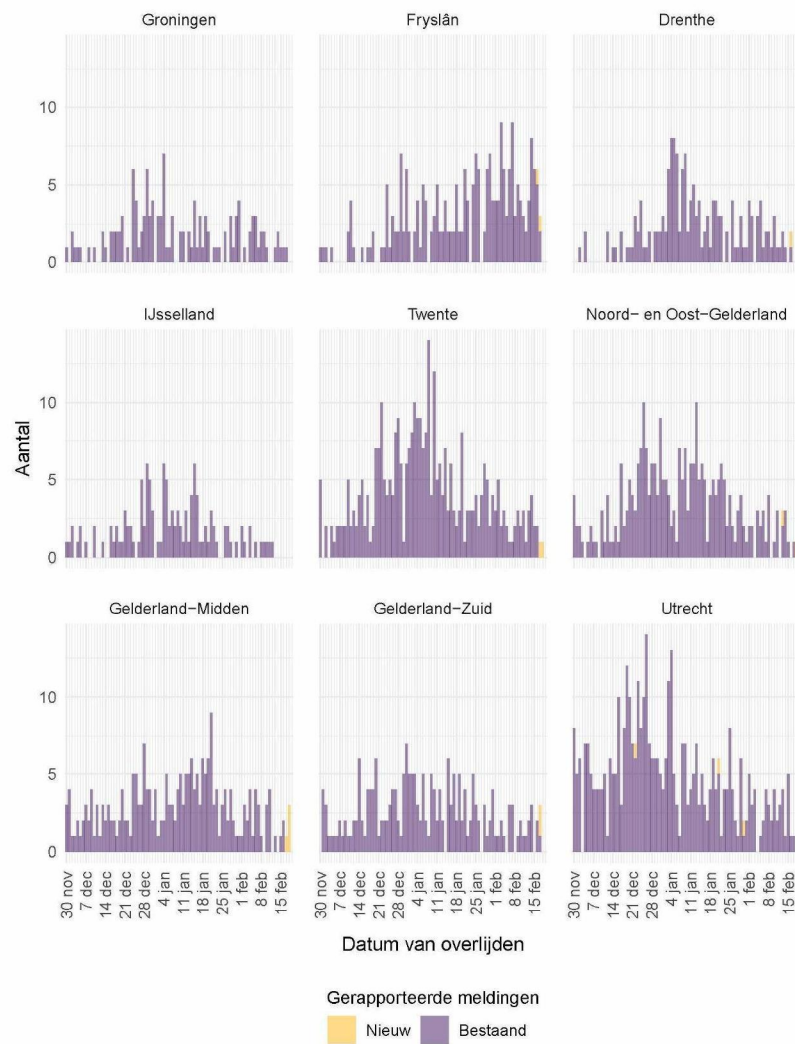 Groningen Fryslân Drenthe
10
5
0
IJsselland Twente Noord- en Oost-Gelderland
10
5
0
Gelderland-Midden Gelderland-Zuid Utrecht
10
5
0
Aantal
30 nov 7 dec 14 dec 21 dec 28 dec 4 jan 11 jan 18 jan 25 jan 1 feb 8 feb 15 feb 30 nov 7 dec 14 dec 21 dec 28 dec 4 jan 11 jan 18 jan 25 jan 1 feb 8 feb 15 feb 30 nov 7 dec 14 dec 21 dec 28 dec 4 jan 11 jan 18 jan 25 jan 1 feb 8 feb 15 feb
Datum van overlijden
Gerapporteerde meldingen
Nieuw Bestaand